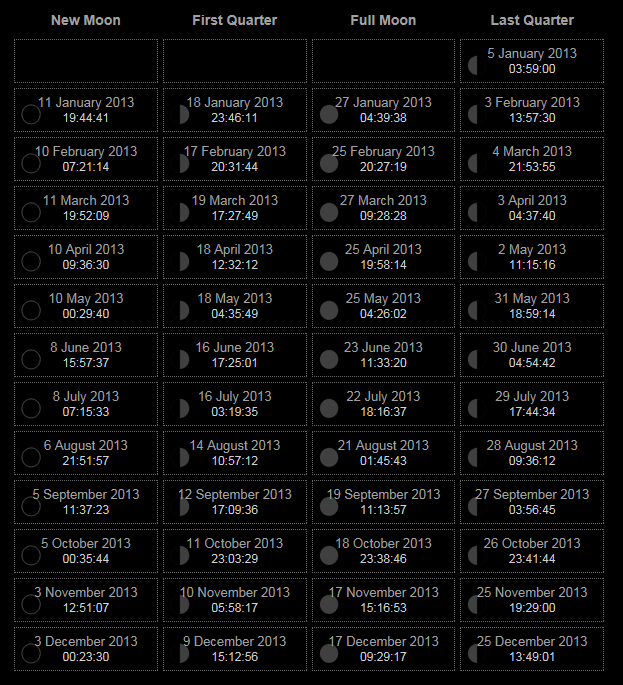 New Moon First Quarter Full Moon Last Quarter
5 January 2013
03:59:00
11 January 2013 18 January 2013 27 January 2013 3 February 2013
19:44:41 23:46:11 04:39:38 13:57:30
10 February 2013 17 February 2013 25 February 2013 4 March 2013
07:21:14 20:31:44 20:27:19 21:53:55
11 March 2013 19 March 2013 27 March 2013 3 April 2013
19:52:09 17:27:49 09:28:28 04:37:40
10 April 2013 18 April 2013 25 April 2013 2 May 2013
09:36:30 12:32:12 19:58:14 11:15:16
10 May 2013 18 May 2013 25 May 2013 31 May 2013
00:29:40 04:35:49 04:26:02 18:59:14
8 June 2013 16 June 2013 23 June 2013 30 June 2013
15:57:37 17:25:01 11:33:20 04:54:42
8 July 2013 16 July 2013 22 July 2013 29 July 2013
07:15:33 03:19:35 18:16:37 17:44:34
6 August 2013 14 August 2013 21 August 2013 28 August 2013
21:51:57 10:57:12 01:45:43 09:36:12
5 September 2013 12 September 2013 19 September 2013 27 September 2013
11:37:23 17:09:36 11:13:57 03:56:45
5 October 2013 11 October 2013 18 October 2013 26 October 2013
00:35:44 23:03:29 23:38:46 23:41:44
3 November 2013 10 November 2013 17 November 2013 25 November 2013
12:51:07 05:58:17 15:16:53 19:29:00
3 December 2013 9 December 2013 17 December 2013 25 December 2013
00:23:30 15:12:56 09:29:17 13:49:01